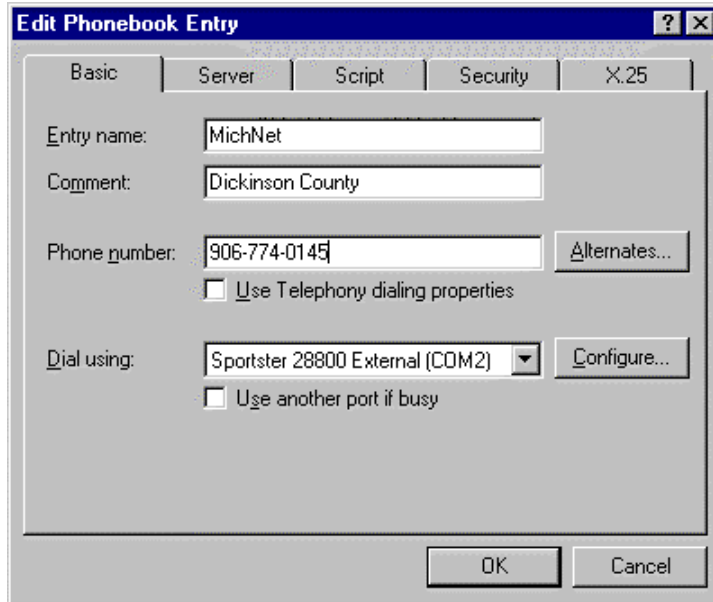 Edit Phonebook Entry
Basic Server Script Security X.25
Entry name: MichNet
Comment: Dickinson County
Phone number: 906-774-0145 Alternates...
Use Telephony dialing properties
Dial using: Sportster 28800 External (COM2) Configure...
Use another port if busy
OK Cancel